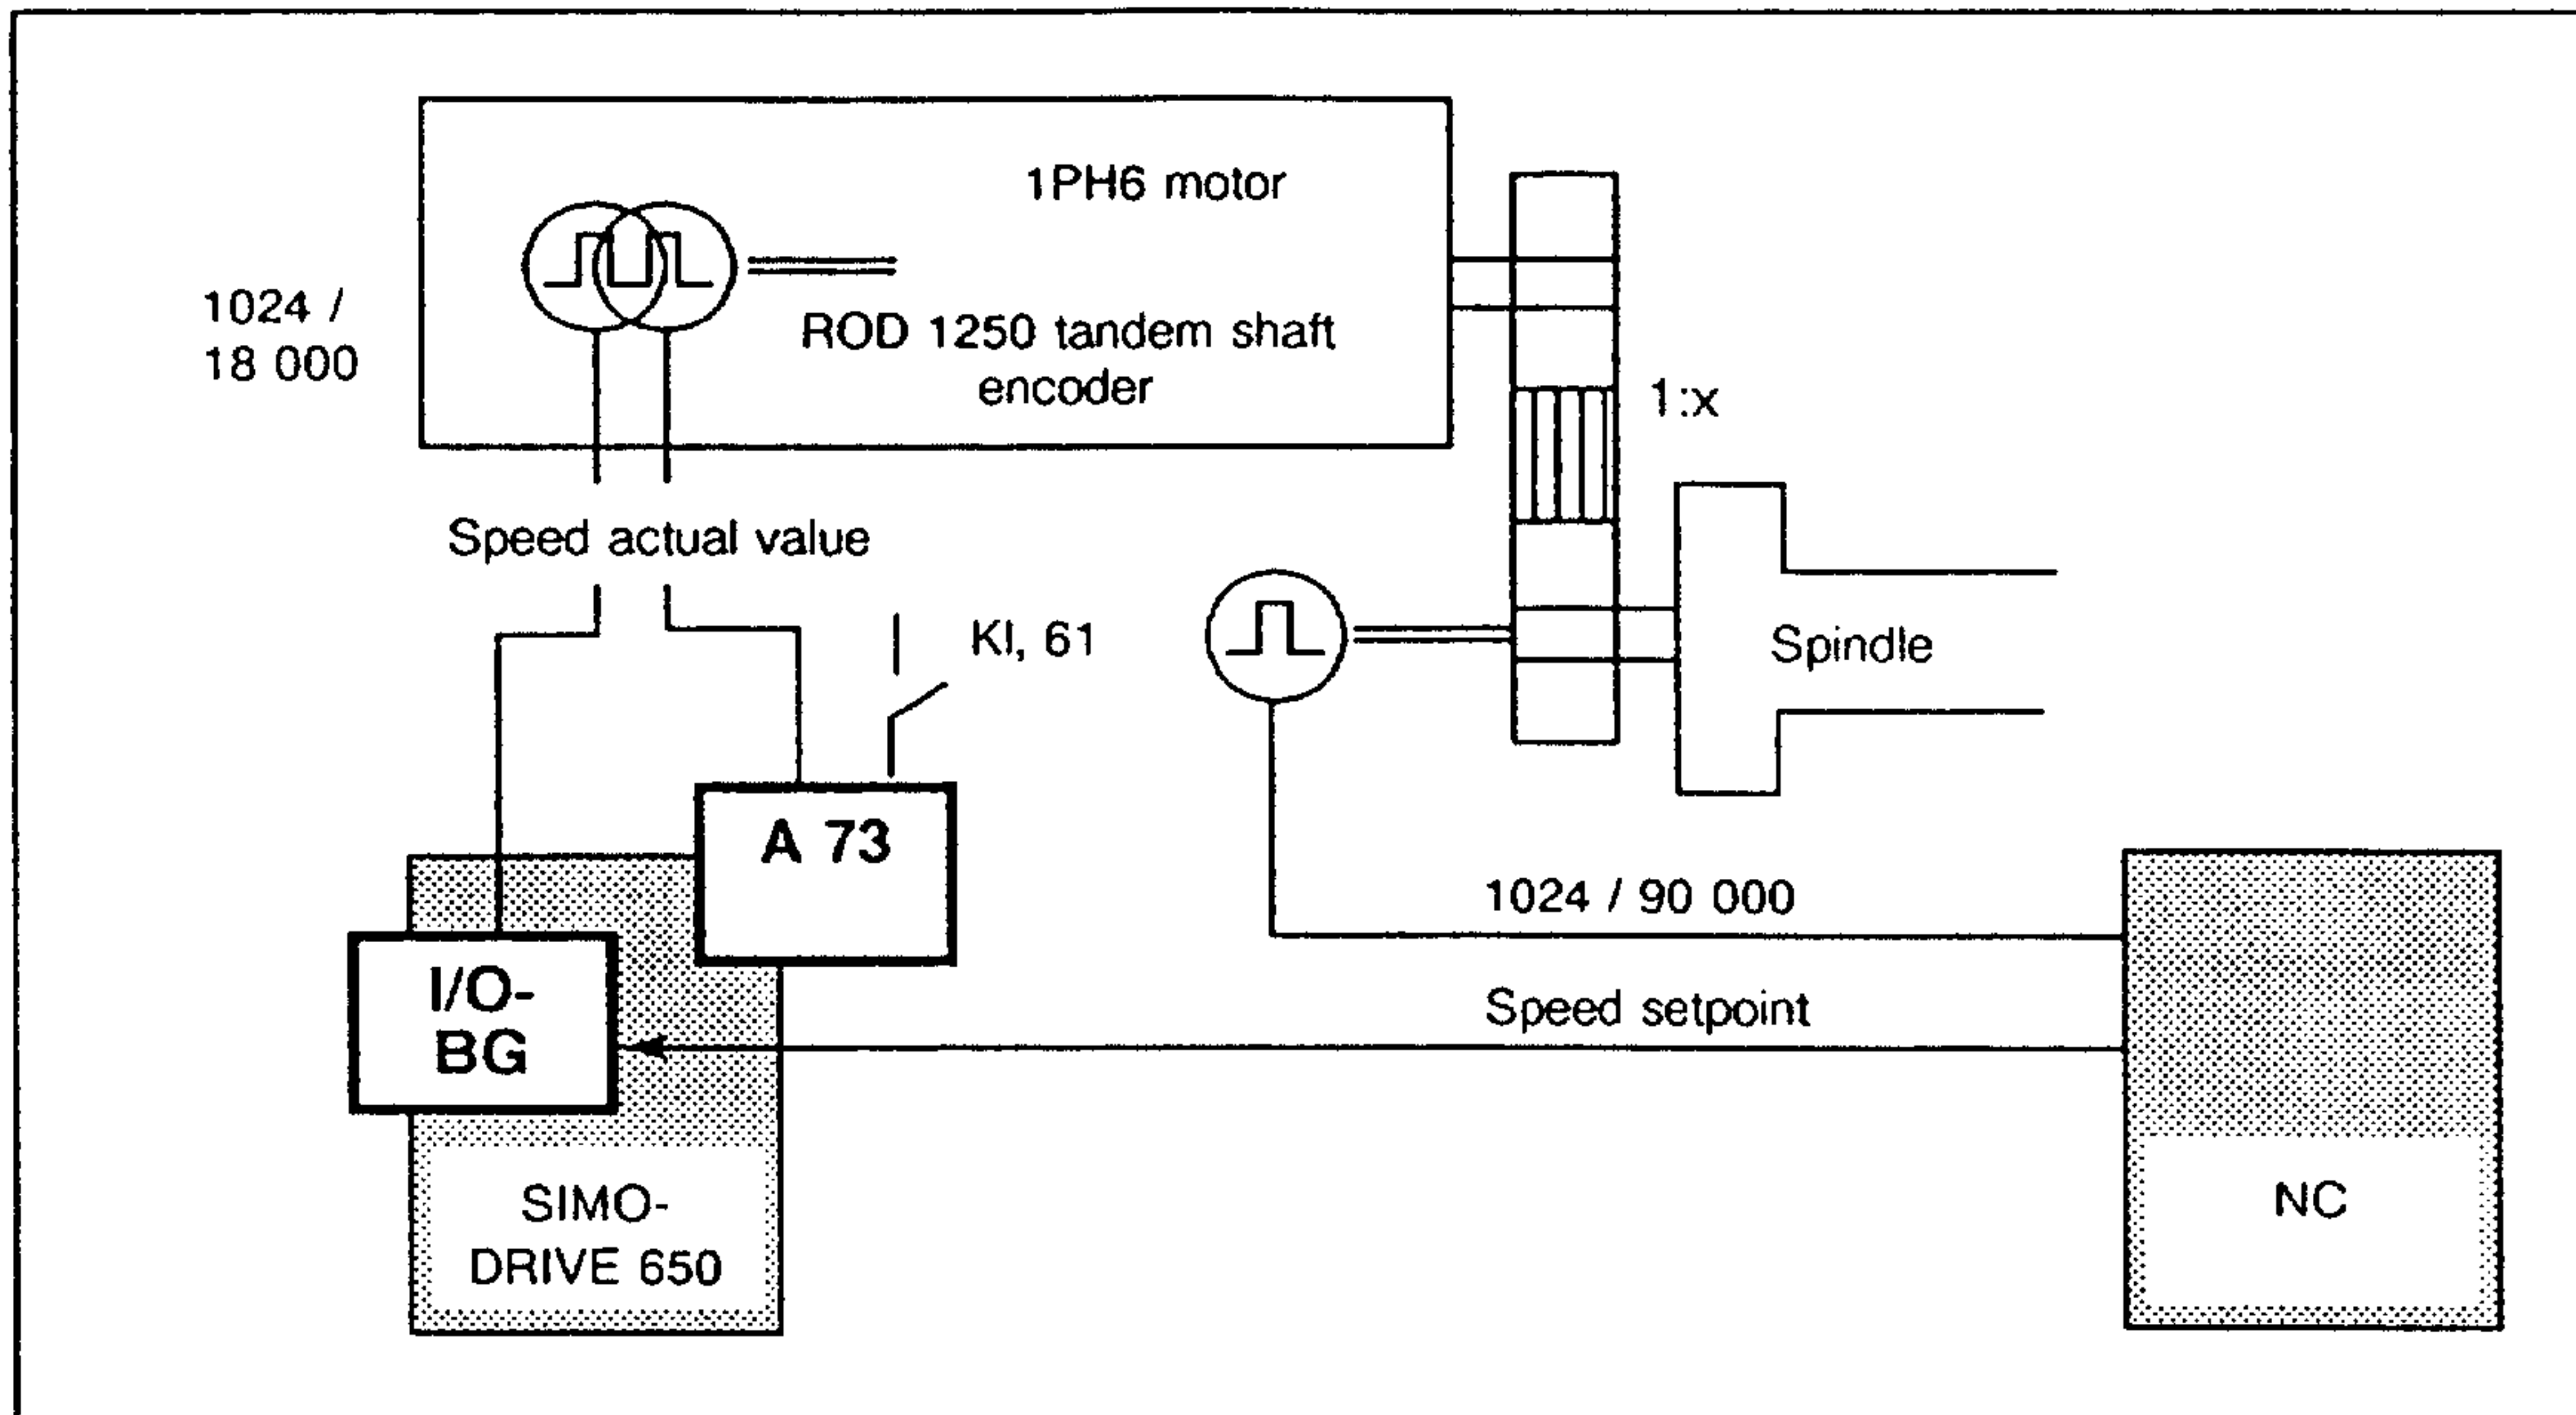 1PH6 motor
1024 /
18 000
ROD 1250 tandem shaft
encoder
1:x
Speed actual value
KI, 61
Spindle
A 73
1024 / 90 000
I/O-
BG
Speed setpoint
SIMO-
DRIVE 650
NC